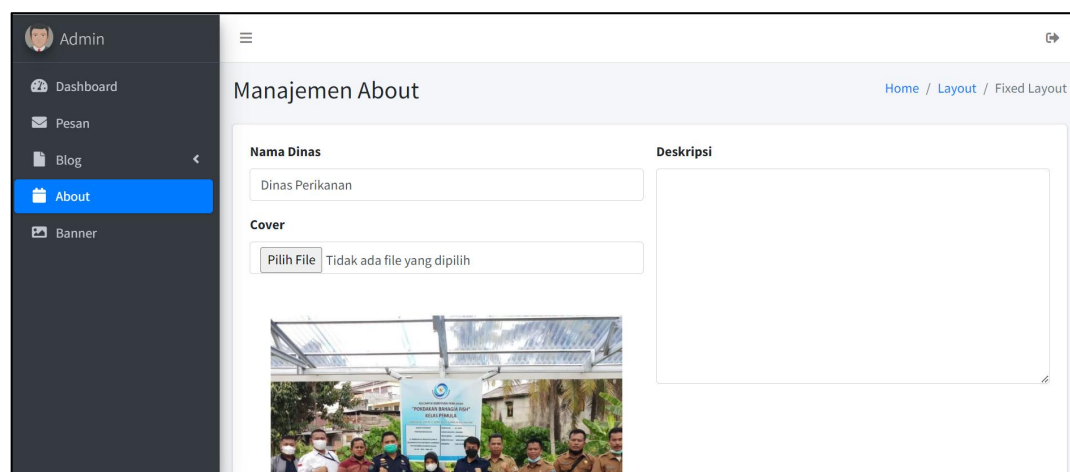 Admin
Dashboard
Pesan
Blog
About
Banner
Manajemen About
Home / Layout / Fixed Layout
Nama Dinas
Dinas Perikanan
Cover
Pilih File Tidak ada file yang dipilih
Deskripsi
"POKDAKAN BAHAGIA FISH"
KELAS PEMULA